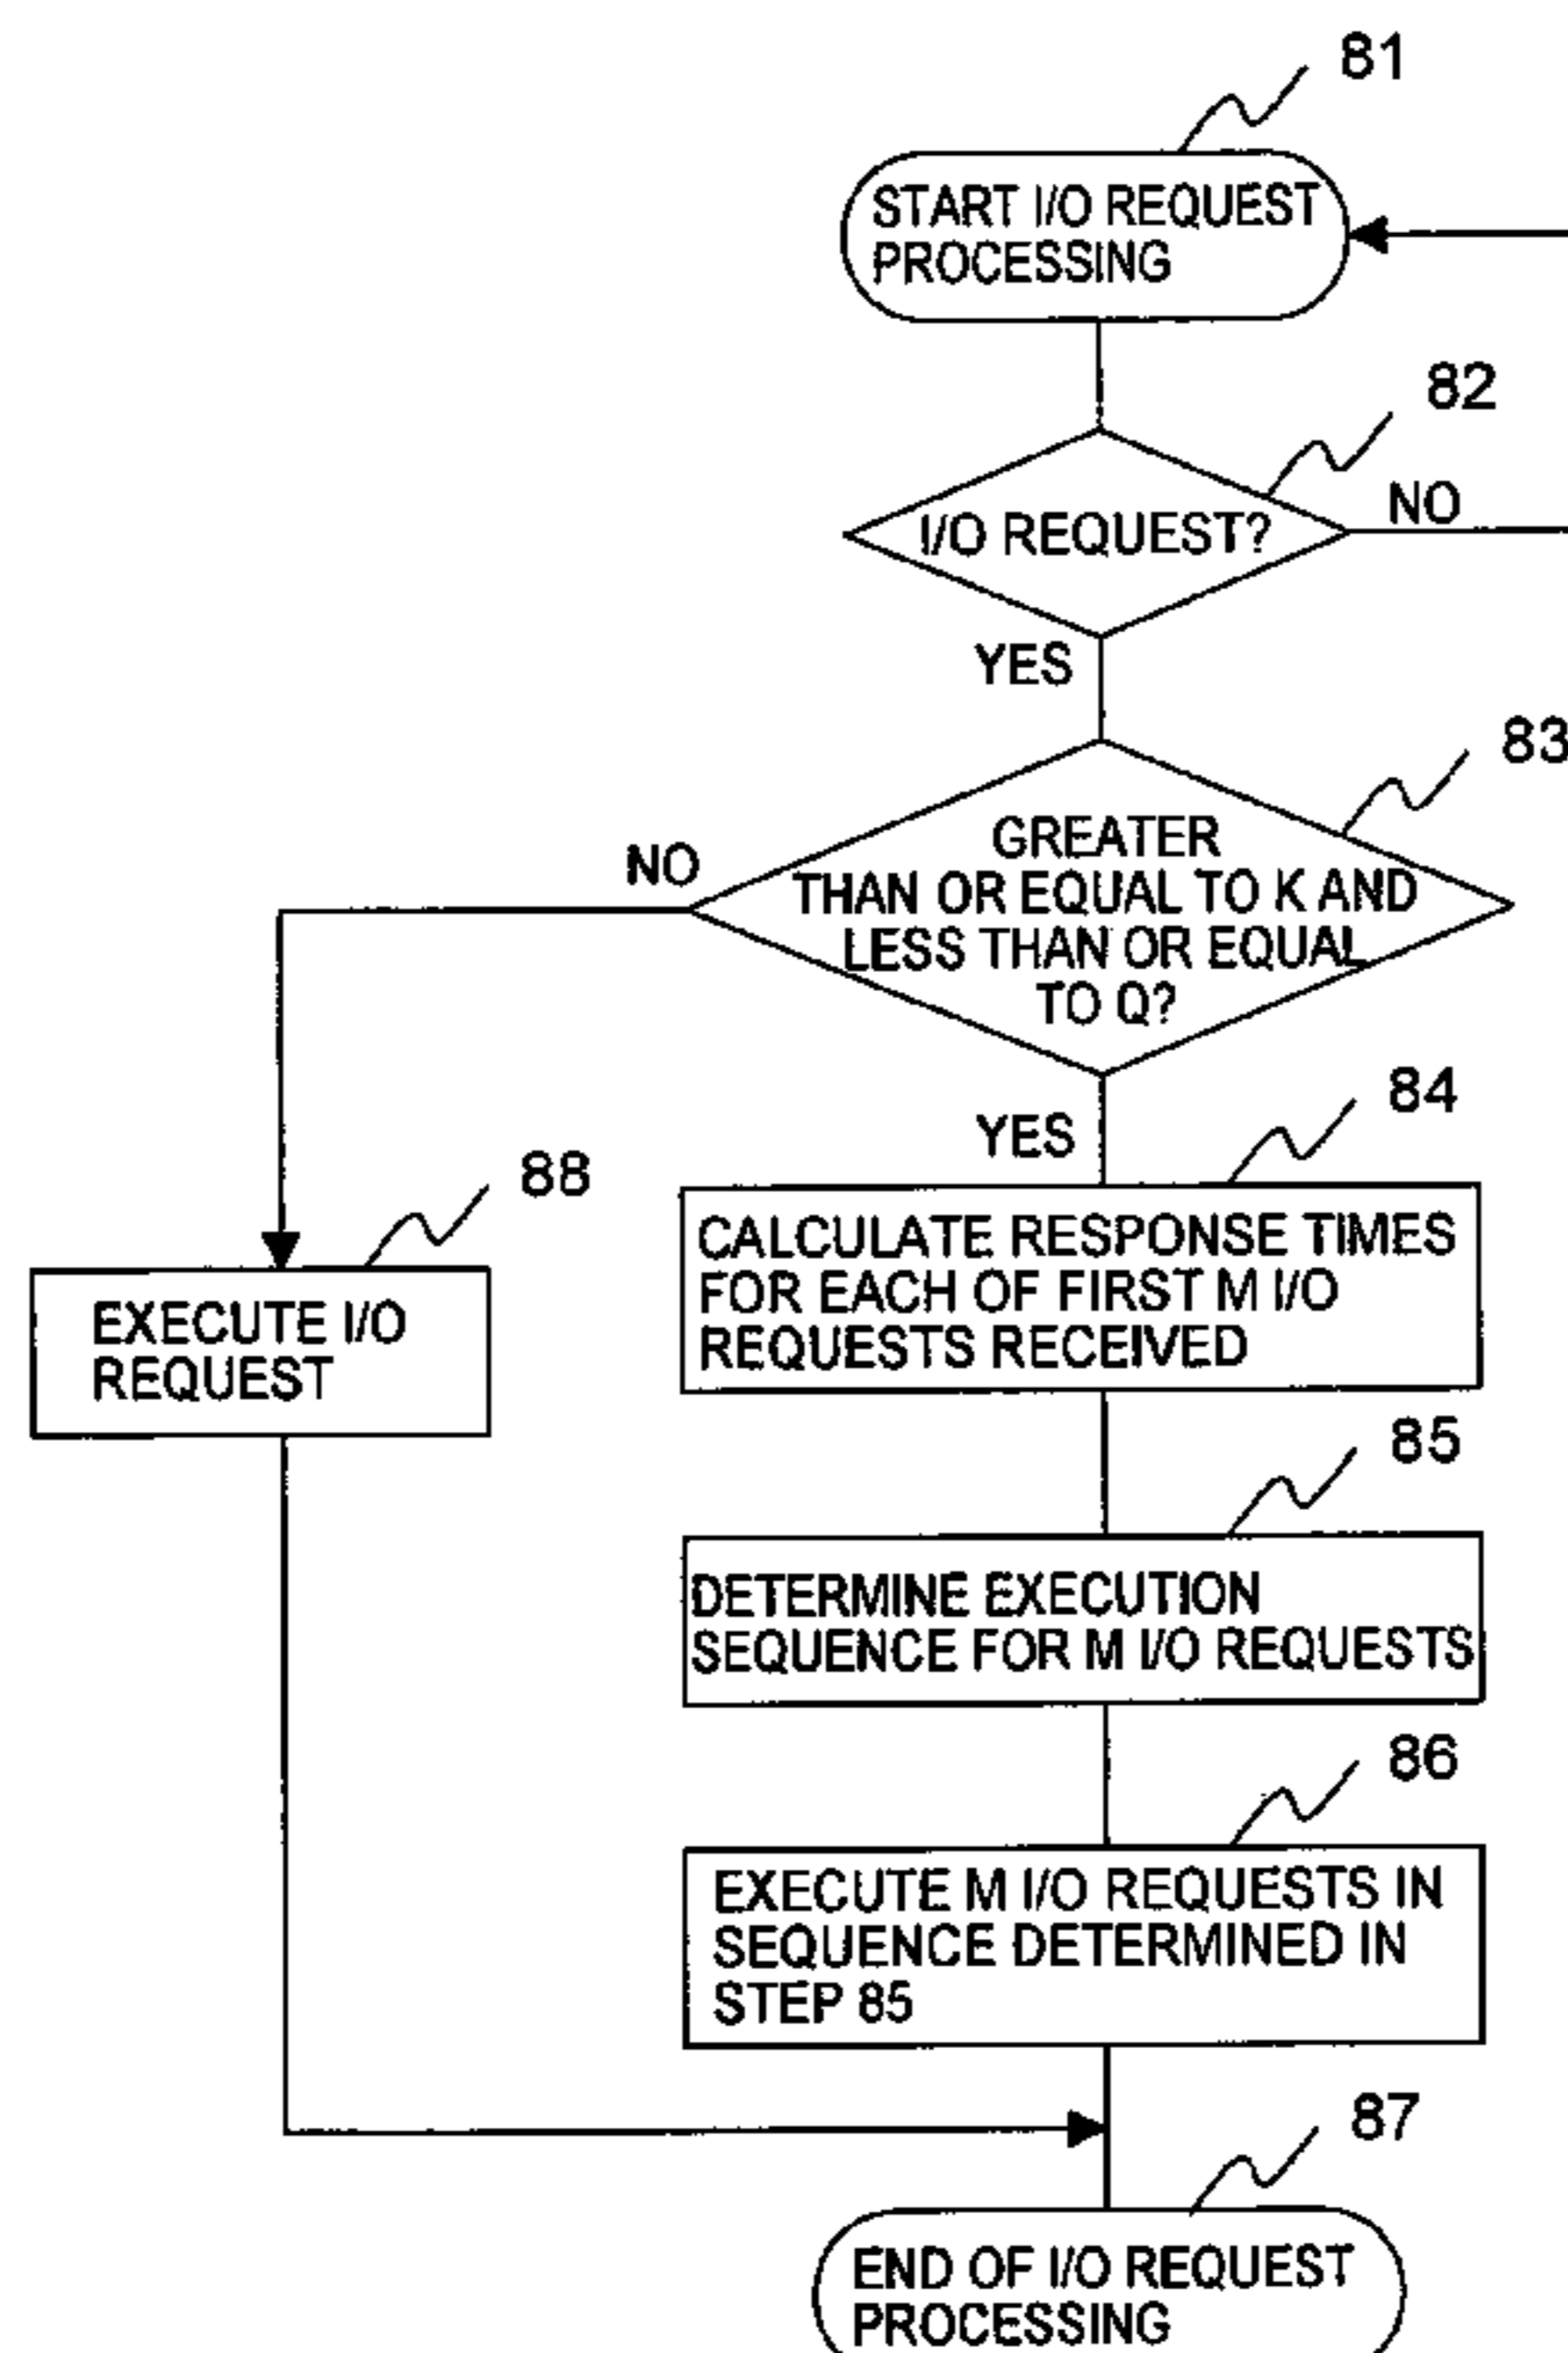 81
START I/O REQUEST
PROCESSING
82
I/O REQUEST?
NO
YES
83
GREATER
THAN OR EQUAL TO K AND
LESS THAN OR EQUAL
TO Q?
NO
YES
84
CALCULATE RESPONSE TIMES
FOR EACH OF FIRST M I/O
REQUESTS RECEIVED
88
EXECUTE I/O
REQUEST
85
DETERMINE EXECUTION
SEQUENCE FOR M I/O REQUESTS
86
EXECUTE M I/O REQUESTS IN
SEQUENCE DETERMINED IN
STEP 85
87
END OF I/O REQUEST
PROCESSING